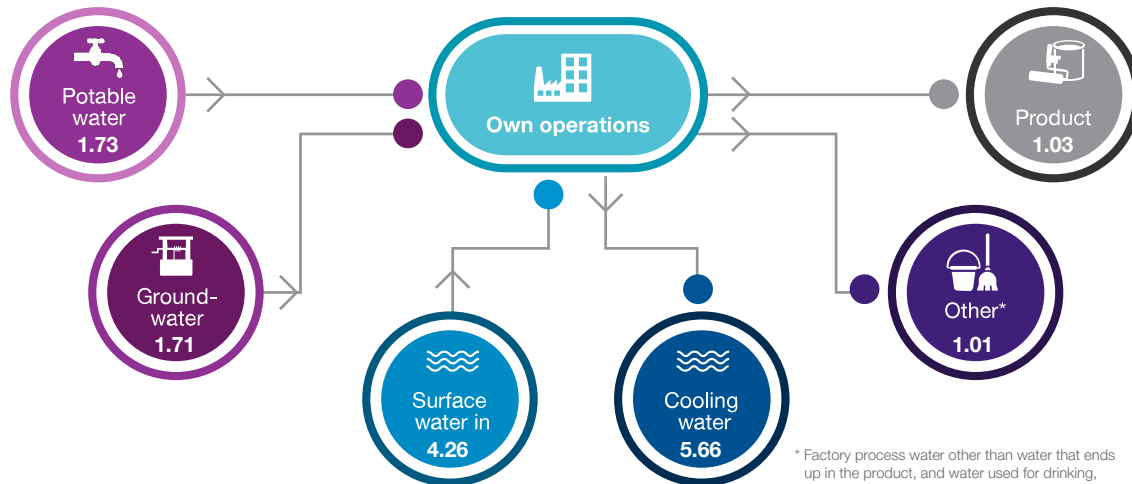 Potable
water
1.73
Own operations
Product
1.03
Ground-
water
1.71
Other*
1.01
Surface
water in
4.26
Cooling
water
5.66
* Factory process water other than water that ends
up in the product, and water used for drinking,